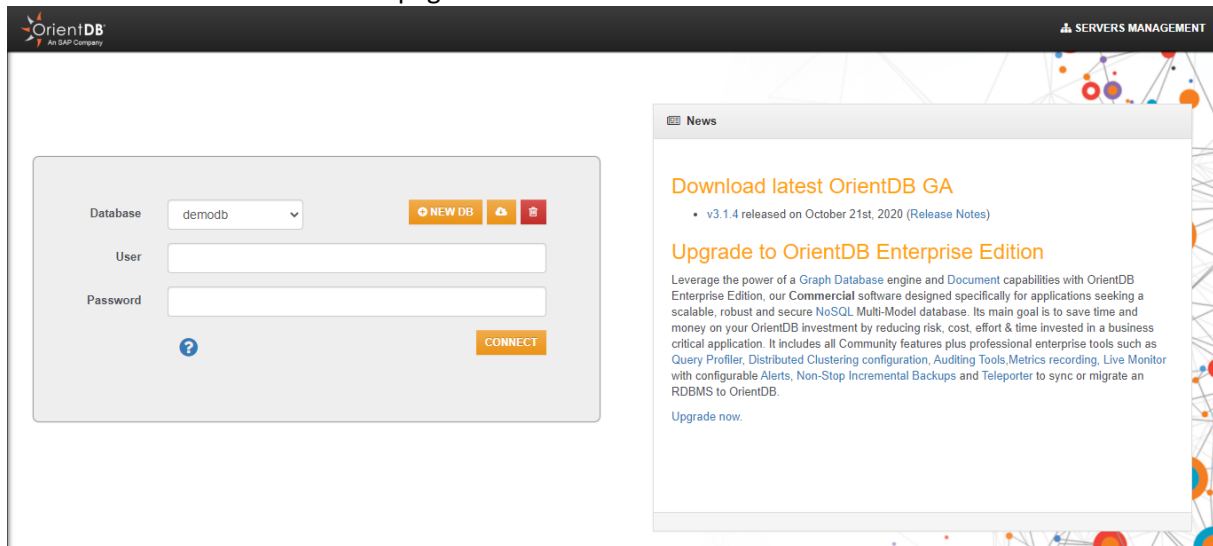 pag
OrientDB
An SAP Company
SERVERS MANAGEMENT
Database
demodb
NEW DB
User
Password
CONNECT
News
Download latest OrientDB GA
• v3.1.4 released on October 21st, 2020 (Release Notes)
Upgrade to OrientDB Enterprise Edition
Leverage the power of a Graph Database engine and Document capabilities with OrientDB
Enterprise Edition, our Commercial software designed specifically for applications seeking a
scalable, robust and secure NoSQL Multi-Model database. Its main goal is to save time and
money on your OrientDB investment by reducing risk, cost, effort & time invested in a business
critical application. It includes all Community features plus professional enterprise tools such as
Query Profiler, Distributed Clustering configuration, Auditing Tools,Metrics recording, Live Monitor
with configurable Alerts, Non-Stop Incremental Backups and Teleporter to sync or migrate an
RDBMS to OrientDB.
Upgrade now.